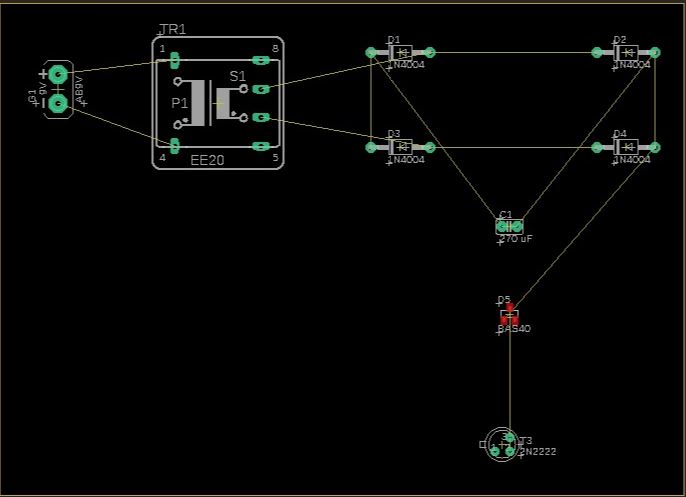 TR1
1
8
S1
P1
4
5
EE20
G1
9V
AB9V
D1
1N4004
D2
1N4004
D3
1N4004
D4
1N4004
C1
270 uF
D5
BAS40
T3
2N2222